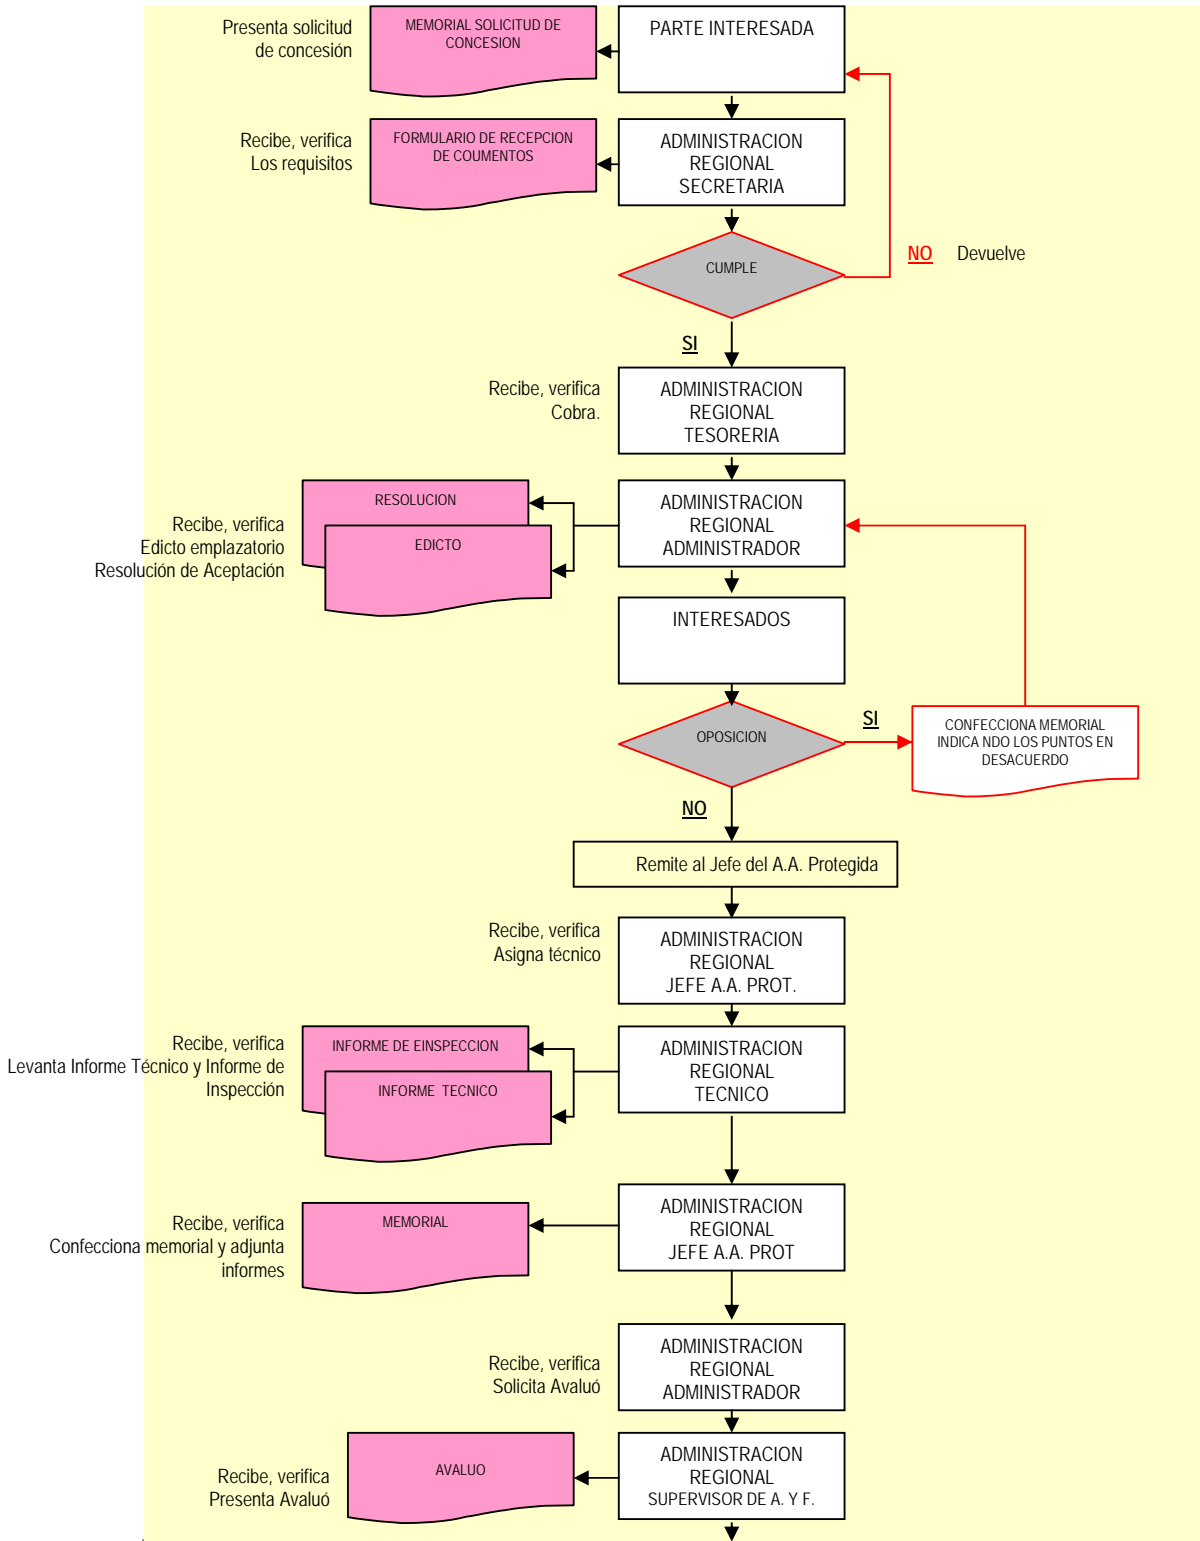 Presenta solicitud
de concesión
MEMORIAL SOLICITUD DE
CONCESION
PARTE INTERESADA
Recibe, verifica
Los requisitos
FORMULARIO DE RECEPCION
DE COUMENTOS
ADMINISTRACION
REGIONAL
SECRETARIA
CUMPLE
NO Devuelve
SI
Recibe, verifica
Cobra.
ADMINISTRACION
REGIONAL
TESORERIA
Recibe, verifica
Edicto emplazatorio
Resolución de Aceptación
RESOLUCION
EDICTO
ADMINISTRACION
REGIONAL
ADMINISTRADOR
INTERESADOS
OPOSICION
SI
CONFECCIONA MEMORIAL
INDICA NDO LOS PUNTOS EN
DESACUERDO
NO
Remite al Jefe del A.A. Protegida
Recibe, verifica
Asigna técnico
ADMINISTRACION
REGIONAL
JEFE A.A. PROT.
Recibe, verifica
Levanta Informe Técnico y Informe de
Inspección
INFORME DE EINSPECCION
INFORME TECNICO
ADMINISTRACION
REGIONAL
TECNICO
Recibe, verifica
Confecciona memorial y adjunta
informes
MEMORIAL
ADMINISTRACION
REGIONAL
JEFE A.A. PROT
Recibe, verifica
Solicita Avaluó
ADMINISTRACION
REGIONAL
ADMINISTRADOR
Recibe, verifica
Presenta Avaluó
AVALUO
ADMINISTRACION
REGIONAL
SUPERVISOR DE A. Y F.